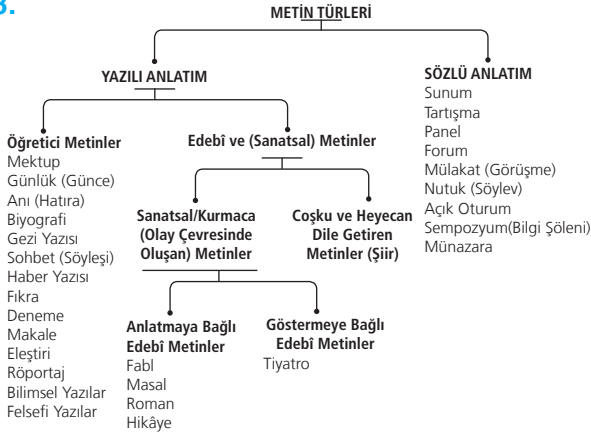 3.
METİN TÜRLERİ
YAZILI ANLATIM
Öğretici Metinler
Mektup
Günlük (Günce)
Anı (Hatıra)
Biyografi
Gezi Yazısı
Sohbet (Söyleşi)
Haber Yazısı
Fıkra
Deneme
Makale
Eleştiri
Röportaj
Bilimsel Yazılar
Felsefi Yazılar
Edebî ve (Sanatsal) Metinler
Sanatsal/Kurmaca
(Olay Çevresinde
Oluşan) Metinler
Anlatmaya Bağlı
Edebî Metinler
Fabl
Masal
Roman
Hikâye
Göstermeye Bağlı
Edebî Metinler
Tiyatro
Coşku ve Heyecan
Dile Getiren
Metinler (Şiir)
SÖZLÜ ANLATIM
Sunum
Tartışma
Panel
Forum
Mülakat (Görüşme)
Nutuk (Söylev)
Açık Oturum
Sempozyum(Bilgi Şöleni)
Münazara